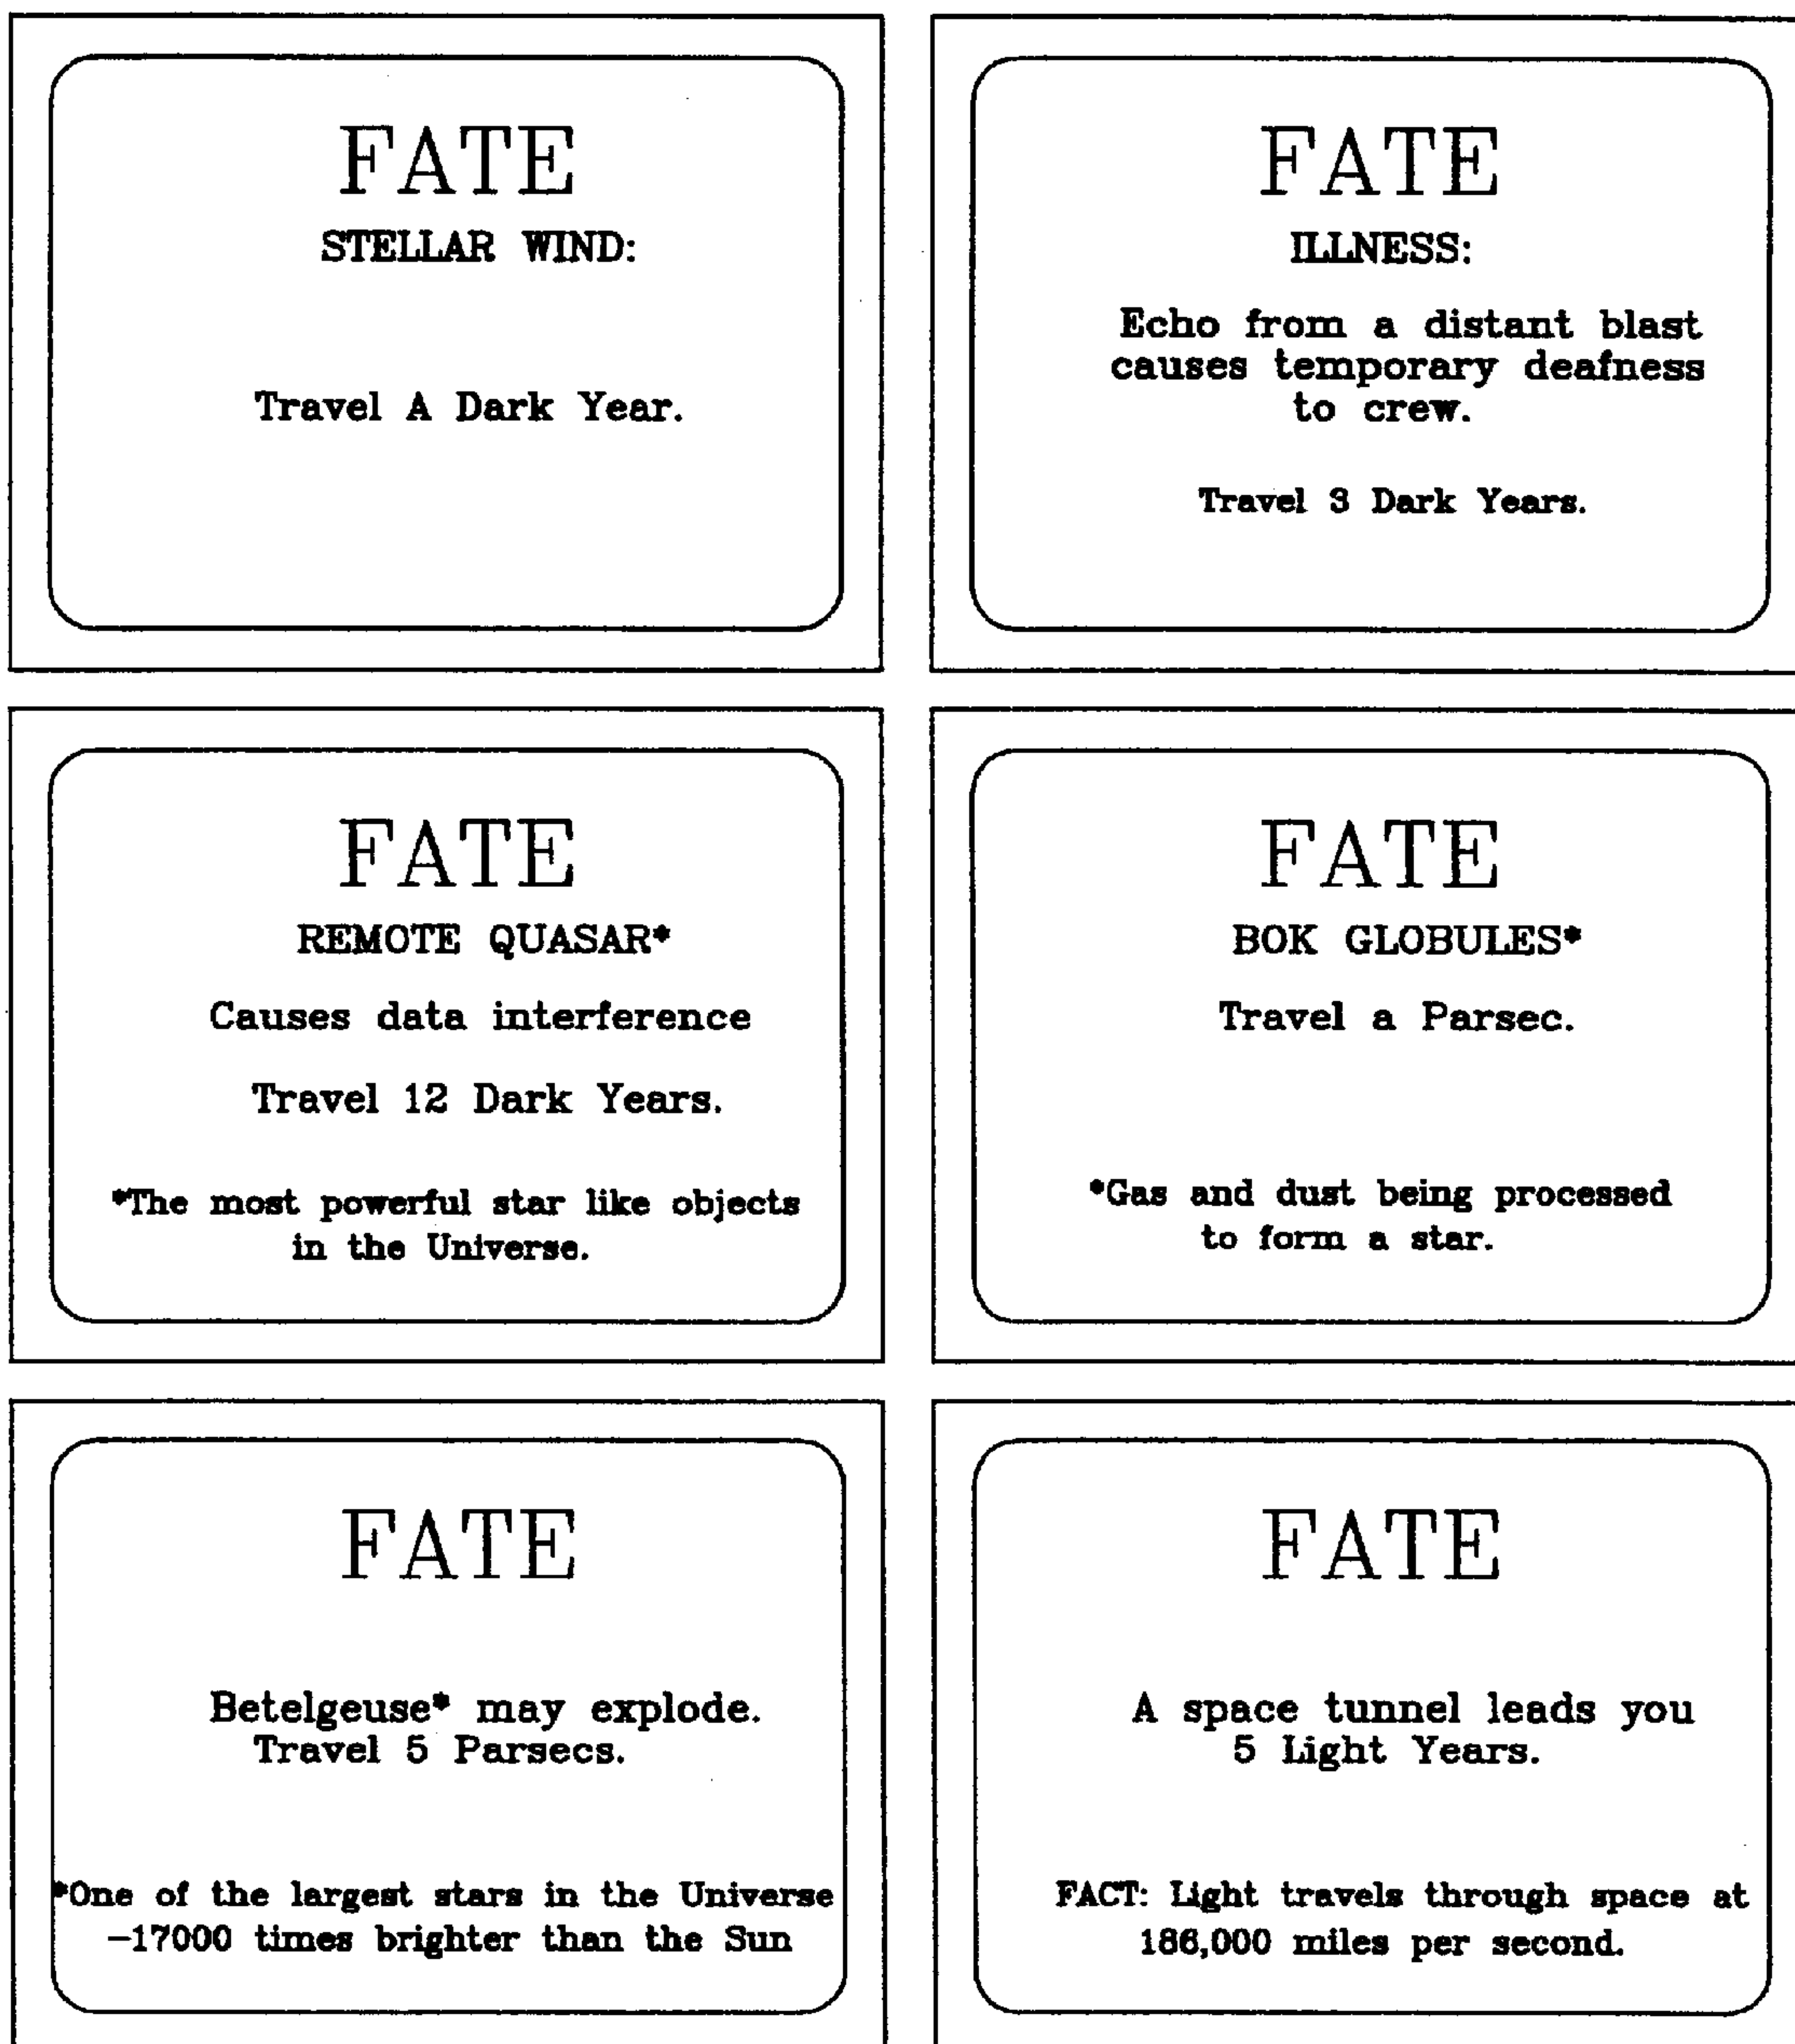 FATE
STELLAR WIND:
Travel A Dark Year.
FATE
ILLNESS:
Echo from a distant blast
causes temporary deafness
to crew.
Travel 3 Dark Years.
FATE
REMOTE QUASAR*
Causes data interference
Travel 12 Dark Years.
*The most powerful star like objects
in the Universe.
FATE
BOK GLOBULES*
Travel a Parsec.
*Gas and dust being processed
to form a star.
FATE
Betelgeuse* may explode.
Travel 5 Parsecs.
*One of the largest stars in the Universe
-17000 times brighter than the Sun
FATE
A space tunnel leads you
5 Light Years.
FACT: Light travels through space at
186,000 miles per second.